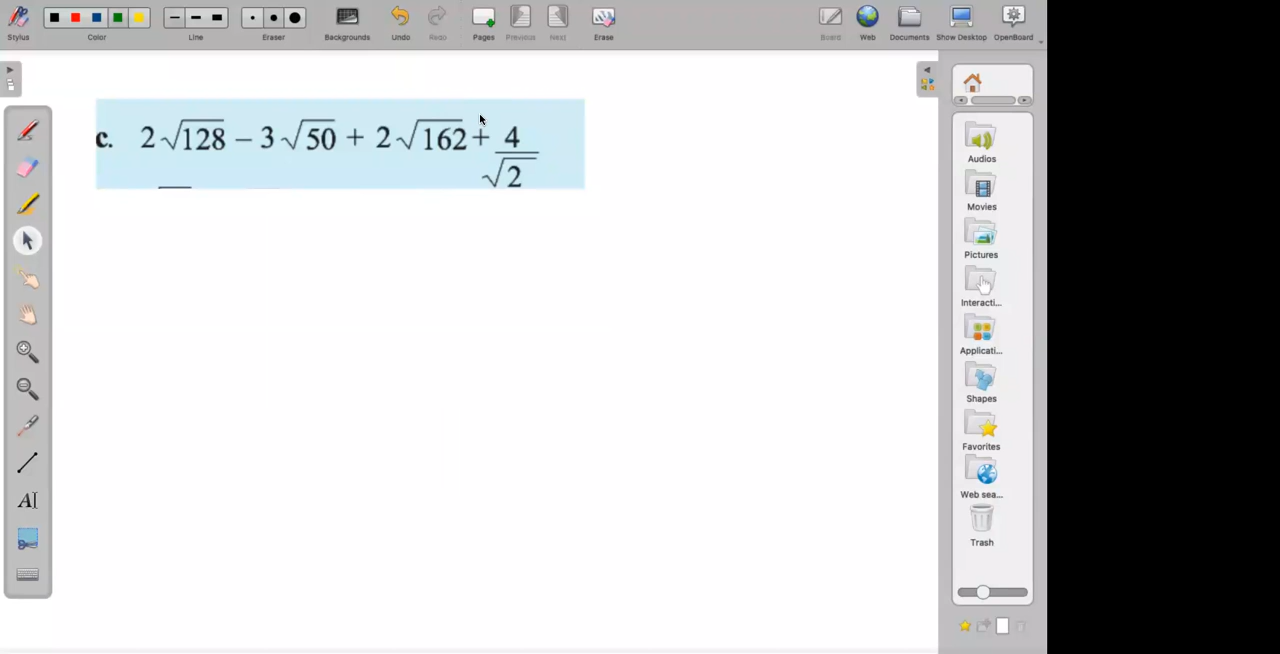 Stylus Color Line Eraser Backgrounds Undo Redo Pages Previous Next Erase Board Web Documents Show Desktop OpenBoard
c. 2√128 – 3√50 + 2√162 + 4/√2
Audios
Movies
Pictures
Interacti...
Applicati...
Shapes
Favorites
Web sea...
Trash
A